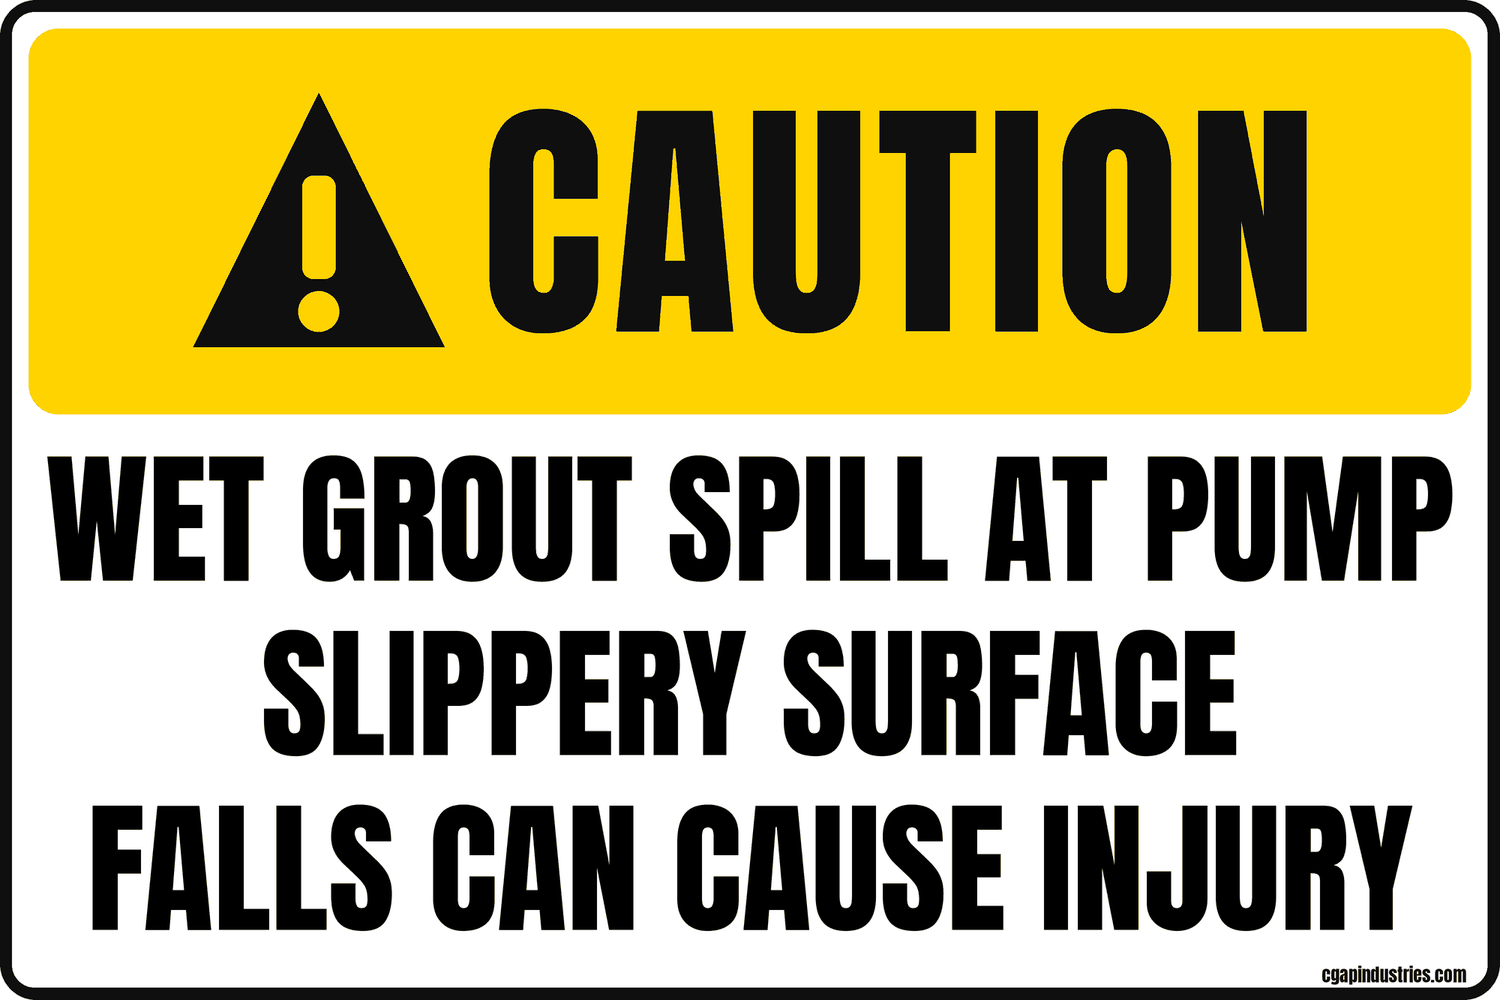 CAUTION
WET GROUT SPILL AT PUMP
SLIPPERY SURFACE
FALLS CAN CAUSE INJURY
cgapindustries.com